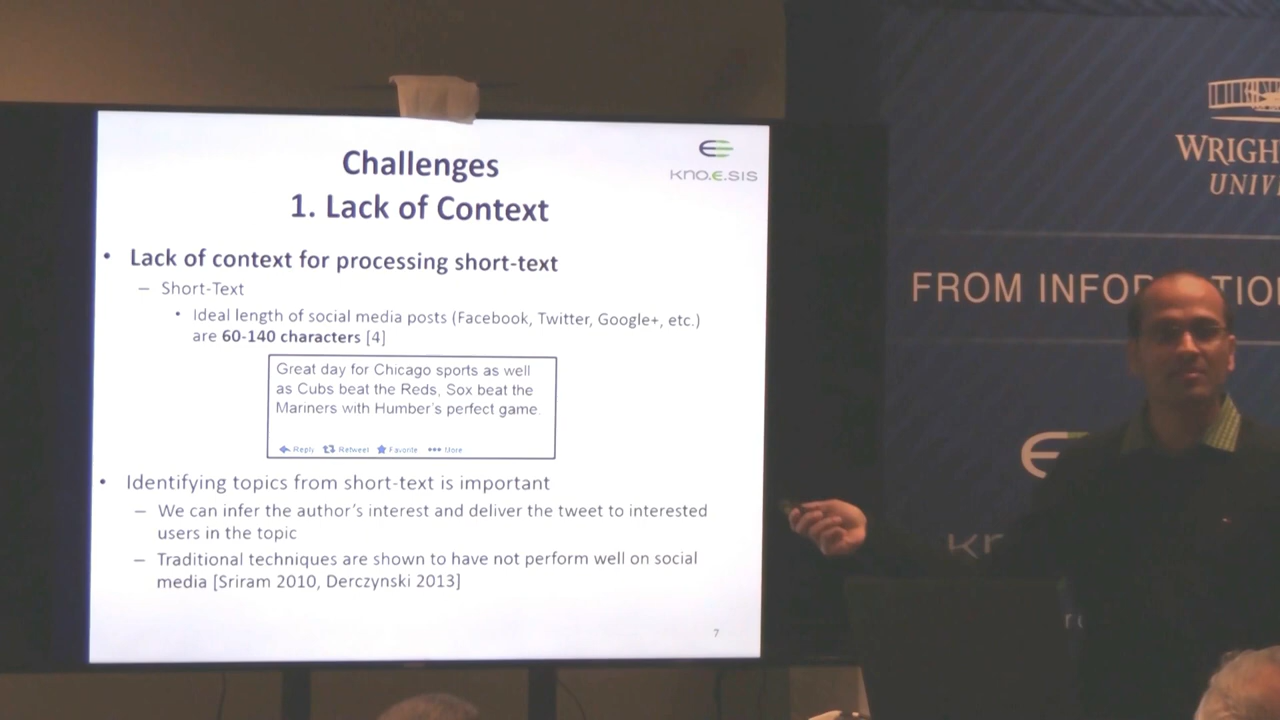 Challenges
1. Lack of Context
KNO.E.SIS
• Lack of context for processing short-text
– Short-Text
• Ideal length of social media posts (Facebook, Twitter, Google+, etc.)
are 60-140 characters [4]
Great day for Chicago sports as well
as Cubs beat the Reds, Sox beat the
Mariners with Humber's perfect game
Reply Retweet Favorite ••• More
• Identifying topics from short-text is important
– We can infer the author's interest and deliver the tweet to interested
users in the topic
– Traditional techniques are shown to have not perform well on social
media [Sriram 2010, Derczynski 2013]
7
WRIGH
UNIV
FROM INFO
TIO